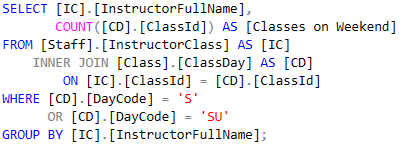 SELECT [IC].[InstructorFullName],
COUNT([CD].[ClassId]) AS [Classes on Weekend]
FROM [Staff].[InstructorClass] AS [IC]
INNER JOIN [Class].[ClassDay] AS [CD]
ON [IC].[ClassId] = [CD].[ClassId]
WHERE [CD].[DayCode] = 'S'
OR [CD].[DayCode] = 'SU'
GROUP BY [IC].[InstructorFullName];